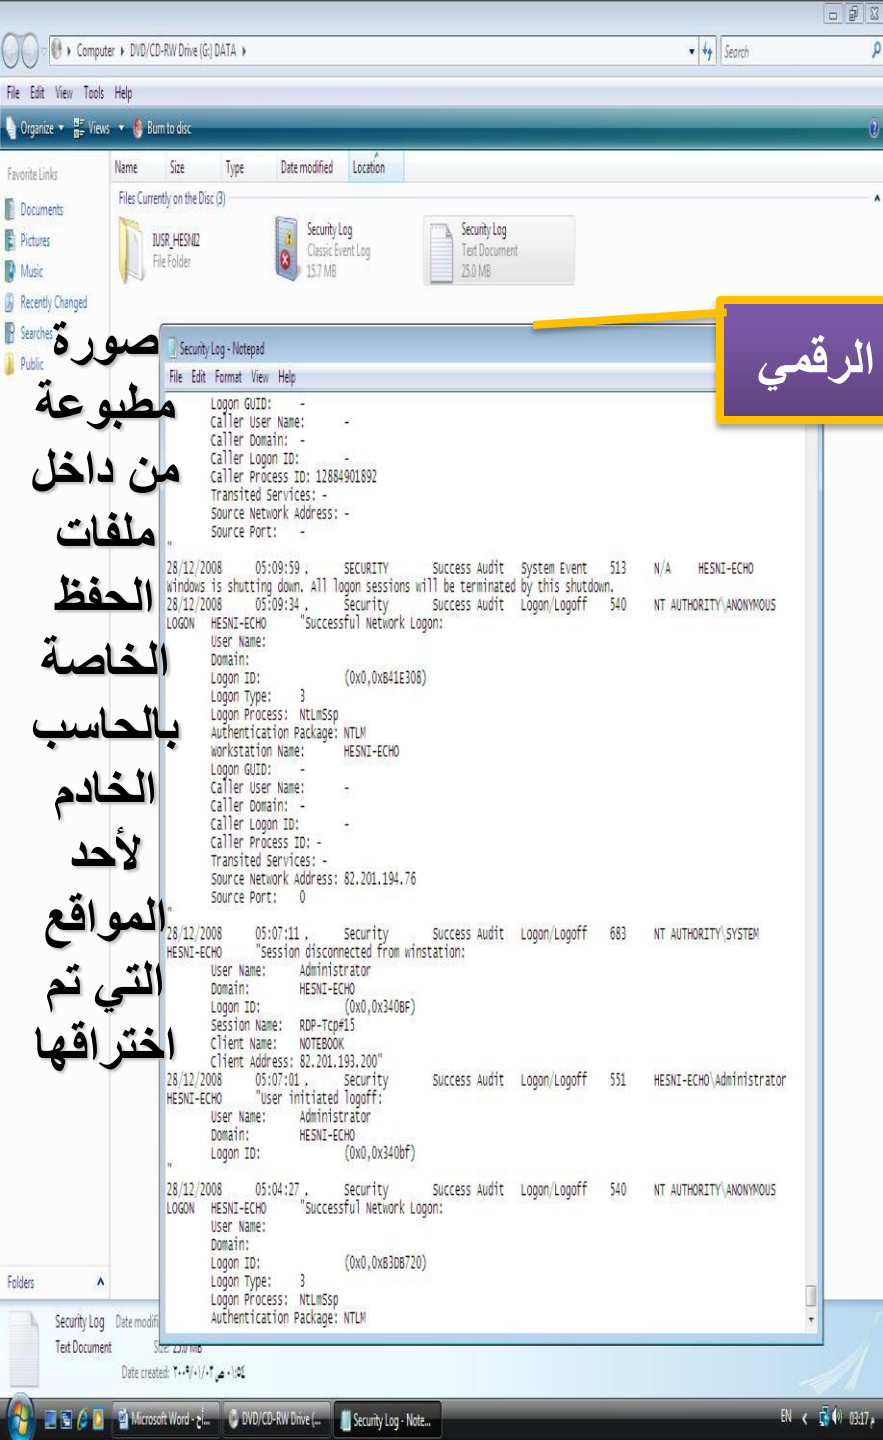 Computer ▸ DVD/CD-RW Drive (G:) DATA ▸
Search
File Edit View Tools Help
Organize Views Burn to disc
Favorite Links
Documents
Pictures
Music
Recently Changed
Searches
Public
Name Size Type Date modified Location
Files Currently on the Disc (3)
IUSR_HESNI2
File Folder
Security Log
Classic Event Log
15.7 MB
Security Log
Text Document
25.0 MB
الرقمي
صورة
مطبوعة
من داخل
ملفات
الحفظ
الخاصة
بالحاسب
الخادم
لأحد
المواقع
التي تم
اختراقها
Security Log - Notepad
File Edit Format View Help
Logon GUID: -
Caller User Name: -
Caller Domain: -
Caller Logon ID: -
Caller Process ID: 12884901892
Transited Services: -
Source Network Address: -
Source Port: -
"
28/12/2008 05:09:59 , SECURITY Success Audit System Event 513 N/A HESNI-ECHO
Windows is shutting down. All logon sessions will be terminated by this shutdown.
28/12/2008 05:09:34 , Security Success Audit Logon/Logoff 540 NT AUTHORITY\ANONYMOUS
LOGON HESNI-ECHO "Successful Network Logon:
User Name:
Domain:
Logon ID: (0x0,0xB41E308)
Logon Type: 3
Logon Process: NtLmSsp
Authentication Package: NTLM
Workstation Name: HESNI-ECHO
Logon GUID: -
Caller User Name: -
Caller Domain: -
Caller Logon ID: -
Caller Process ID: -
Transited Services: -
Source Network Address: 82.201.194.76
Source Port: 0
"
28/12/2008 05:07:11 , Security Success Audit Logon/Logoff 683 NT AUTHORITY\SYSTEM
HESNI-ECHO "Session disconnected from winstation:
User Name: Administrator
Domain: HESNI-ECHO
Logon ID: (0x0,0x340BF)
Session Name: RDP-Tcp#15
Client Name: NOTEBOOK
Client Address: 82.201.193.200"
28/12/2008 05:07:01 , Security Success Audit Logon/Logoff 551 HESNI-ECHO\Administrator
HESNI-ECHO "User initiated logoff:
User Name: Administrator
Domain: HESNI-ECHO
Logon ID: (0x0,0x340bf)
"
28/12/2008 05:04:27 , Security Success Audit Logon/Logoff 540 NT AUTHORITY\ANONYMOUS
LOGON HESNI-ECHO "Successful Network Logon:
User Name:
Domain:
Logon ID: (0x0,0xB3DB720)
Logon Type: 3
Logon Process: NtLmSsp
Authentication Package: NTLM
Folders
Security Log Date modifi
Text Document Size: 25.0 MB
Date created: ٢٠٠٩/٠١/٠٣ ص ٠١:٥٤
Microsoft Word - أح... DVD/CD-RW Drive (... Security Log - Note... EN 03:17 م